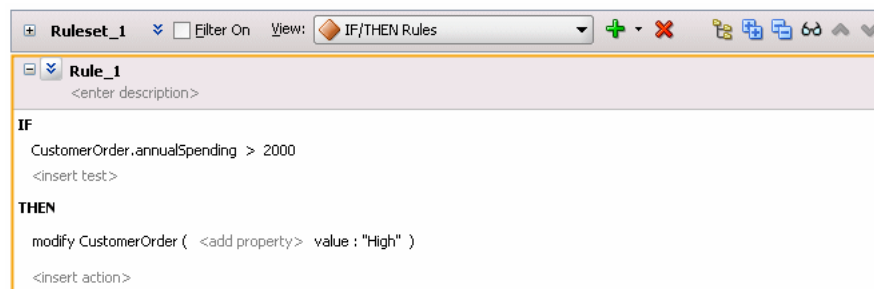 Ruleset_1 Filter On View: IF/THEN Rules
Rule_1
<enter description>
IF
CustomerOrder.annualSpending > 2000
<insert test>
THEN
modify CustomerOrder ( <add property> value : "High" )
<insert action>